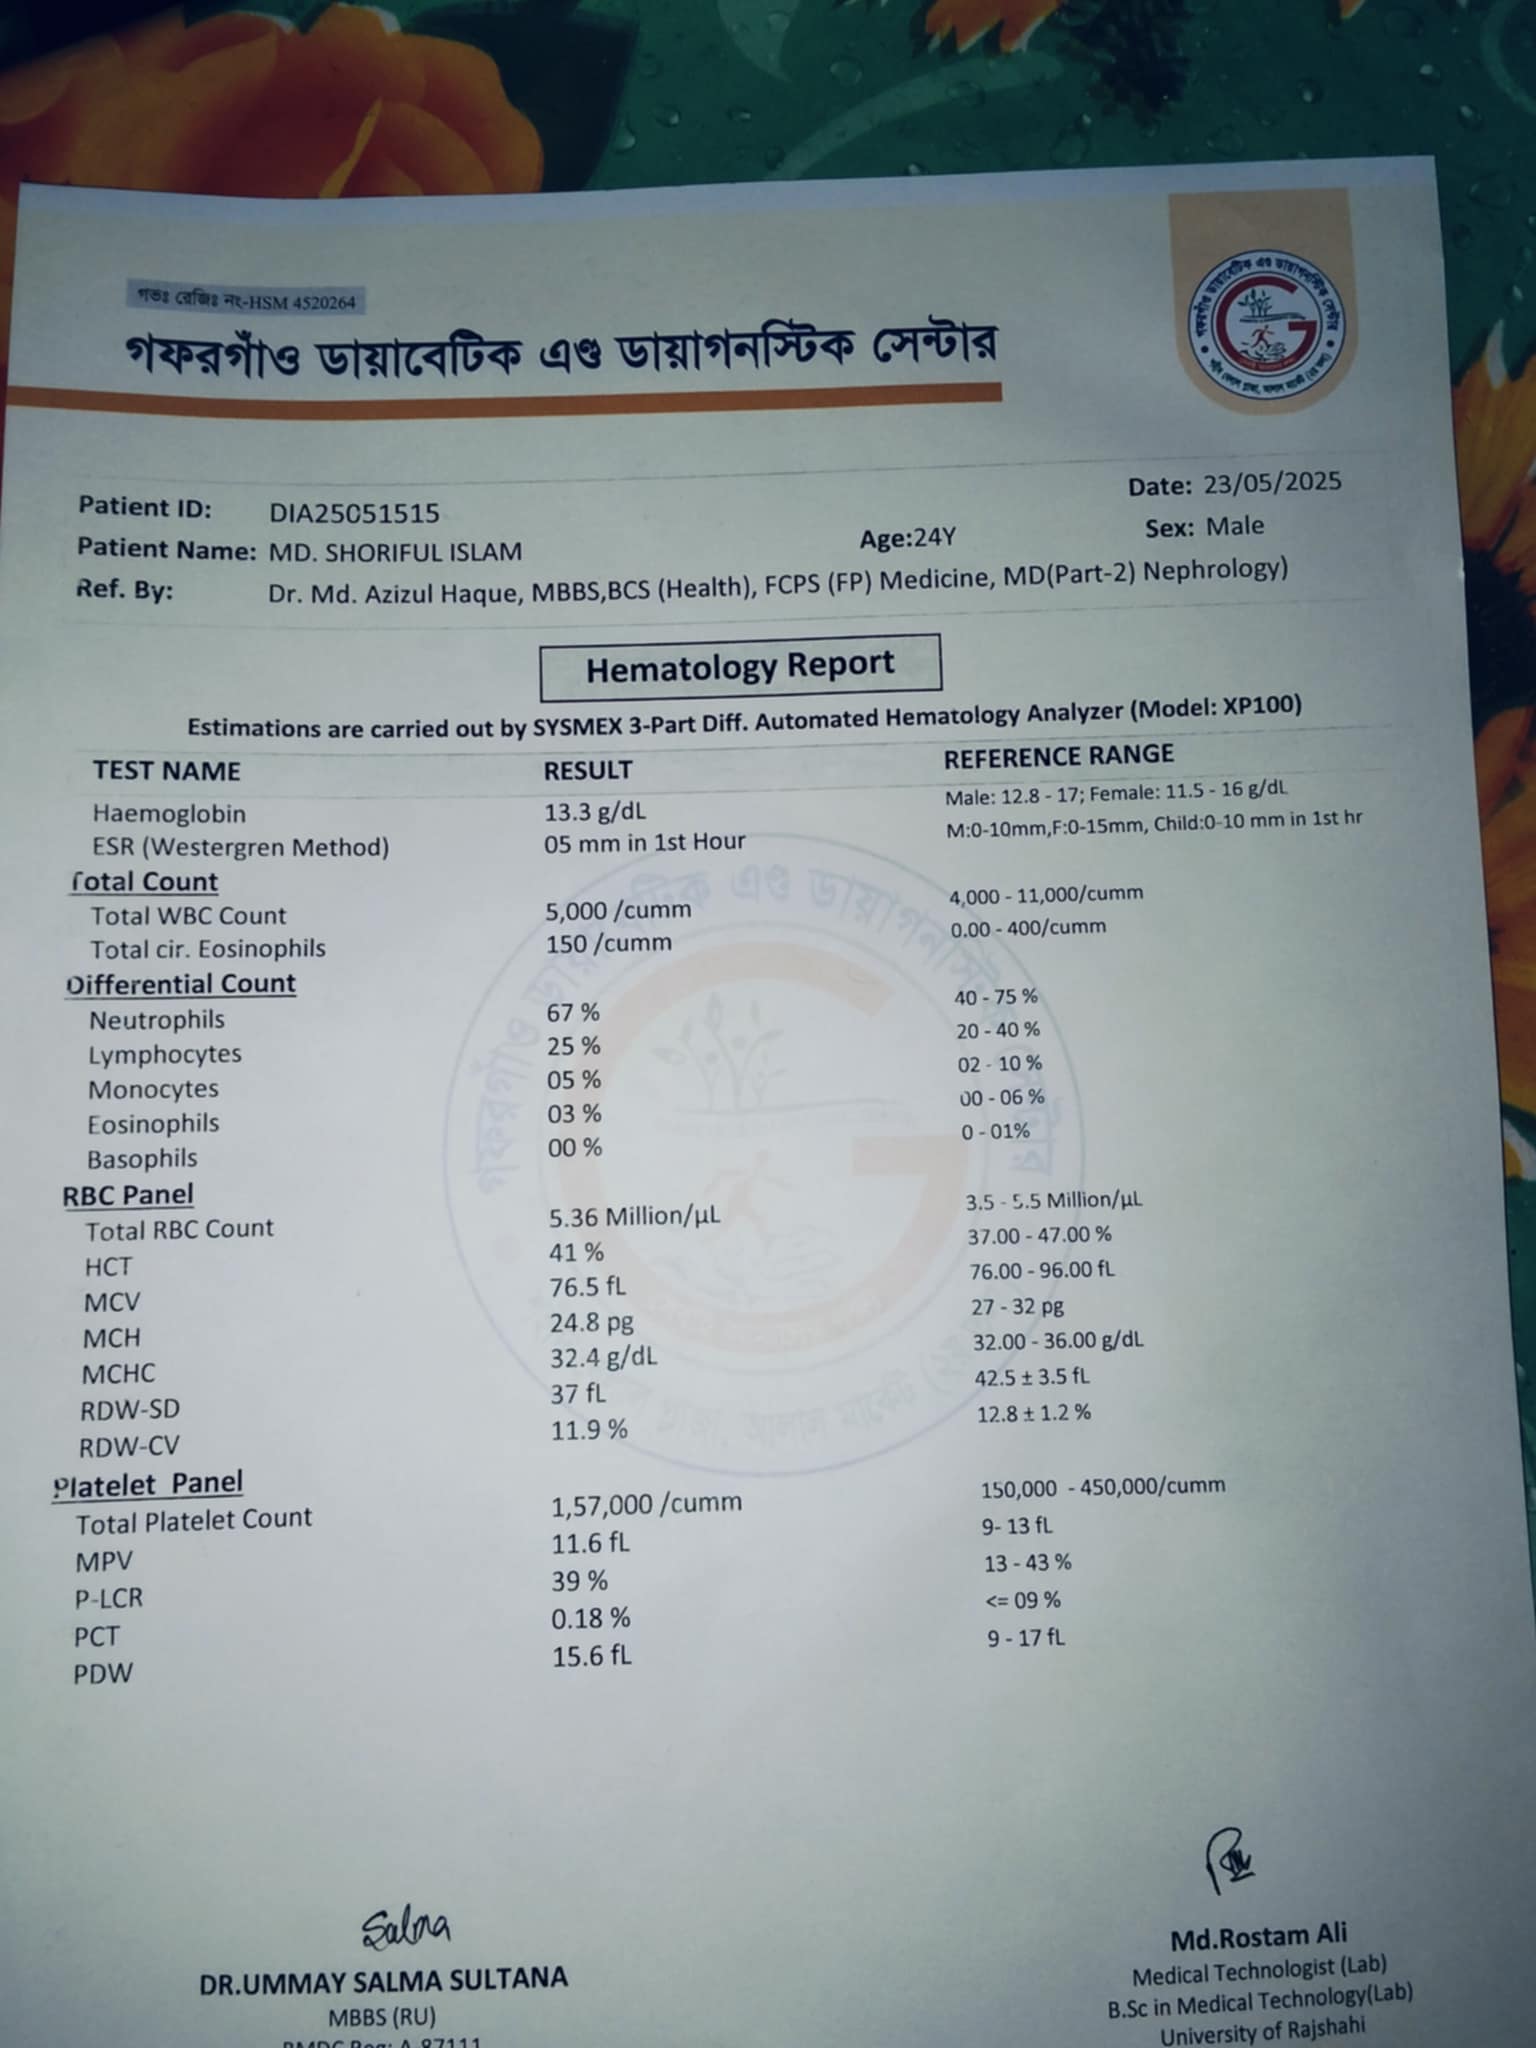 গভঃ রেজিঃ নং-HSM 4520264
গফরগাঁও ডায়াবেটিক এণ্ড ডায়াগনস্টিক সেন্টার
Date: 23/05/2025
Patient ID: DIA25051515
Patient Name: MD. SHORIFUL ISLAM Age:24Y Sex: Male
Ref. By: Dr. Md. Azizul Haque, MBBS,BCS (Health), FCPS (FP) Medicine, MD(Part-2) Nephrology)
Hematology Report
Estimations are carried out by SYSMEX 3-Part Diff. Automated Hematology Analyzer (Model: XP100)
TEST NAME RESULT REFERENCE RANGE
Haemoglobin 13.3 g/dL Male: 12.8 - 17; Female: 11.5 - 16 g/dL
ESR (Westergren Method) 05 mm in 1st Hour M:0-10mm,F:0-15mm, Child:0-10 mm in 1st hr
Total Count
Total WBC Count 5,000 /cumm 4,000 - 11,000/cumm
Total cir. Eosinophils 150 /cumm 0.00 - 400/cumm
Differential Count
Neutrophils 67 % 40 - 75 %
Lymphocytes 25 % 20 - 40 %
Monocytes 05 % 02 - 10 %
Eosinophils 03 % 00 - 06 %
Basophils 00 % 0 - 01%
RBC Panel
Total RBC Count 5.36 Million/µL 3.5 - 5.5 Million/µL
HCT 41 % 37.00 - 47.00 %
MCV 76.5 fL 76.00 - 96.00 fL
MCH 24.8 pg 27 - 32 pg
MCHC 32.4 g/dL 32.00 - 36.00 g/dL
RDW-SD 37 fL 42.5 ± 3.5 fL
RDW-CV 11.9 % 12.8 ± 1.2 %
Platelet Panel
Total Platelet Count 1,57,000 /cumm 150,000 - 450,000/cumm
MPV 11.6 fL 9- 13 fL
P-LCR 39 % 13 - 43 %
PCT 0.18 % <= 09 %
PDW 15.6 fL 9 - 17 fL
Salma
DR.UMMAY SALMA SULTANA
MBBS (RU)
BMDC Reg: A-87111
Md.Rostam Ali
Medical Technologist (Lab)
B.Sc in Medical Technology(Lab)
University of Rajshahi